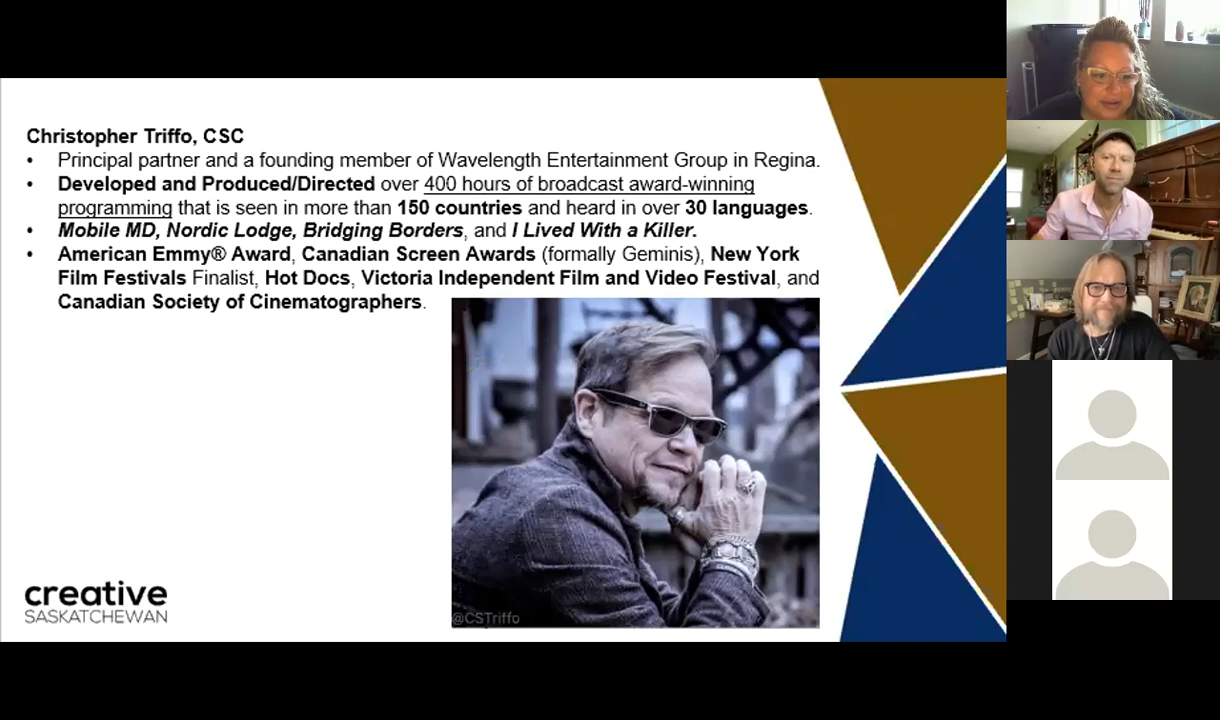 Christopher Triffo, CSC
• Principal partner and a founding member of Wavelength Entertainment Group in Regina.
• Developed and Produced/Directed over 400 hours of broadcast award-winning
programming that is seen in more than 150 countries and heard in over 30 languages.
• Mobile MD, Nordic Lodge, Bridging Borders, and I Lived With a Killer.
• American Emmy® Award, Canadian Screen Awards (formally Geminis), New York
Film Festivals Finalist, Hot Docs, Victoria Independent Film and Video Festival, and
Canadian Society of Cinematographers.
@CSTriffo
creative
SASKATCHEWAN